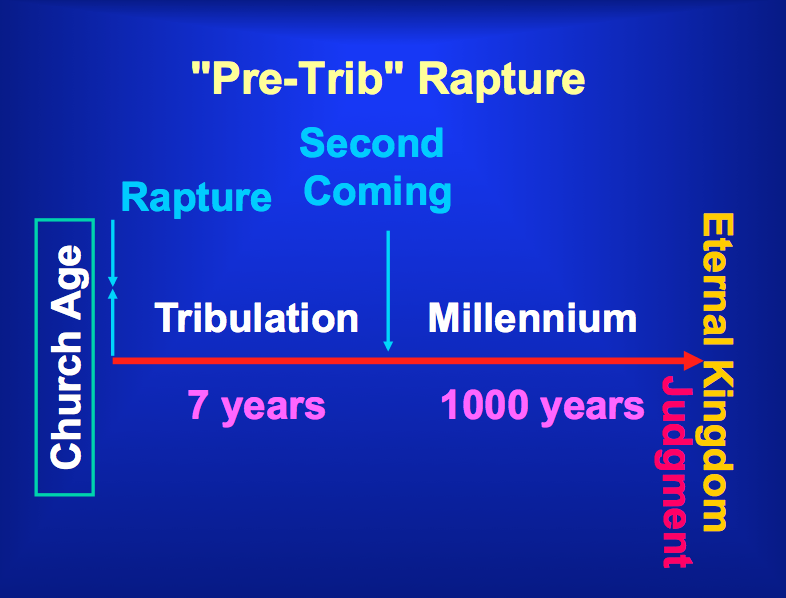 "Pre-Trib" Rapture
Second
Coming
Rapture
Church Age
Tribulation
Millennium
7 years
1000 years
Judgment
Eternal Kingdom